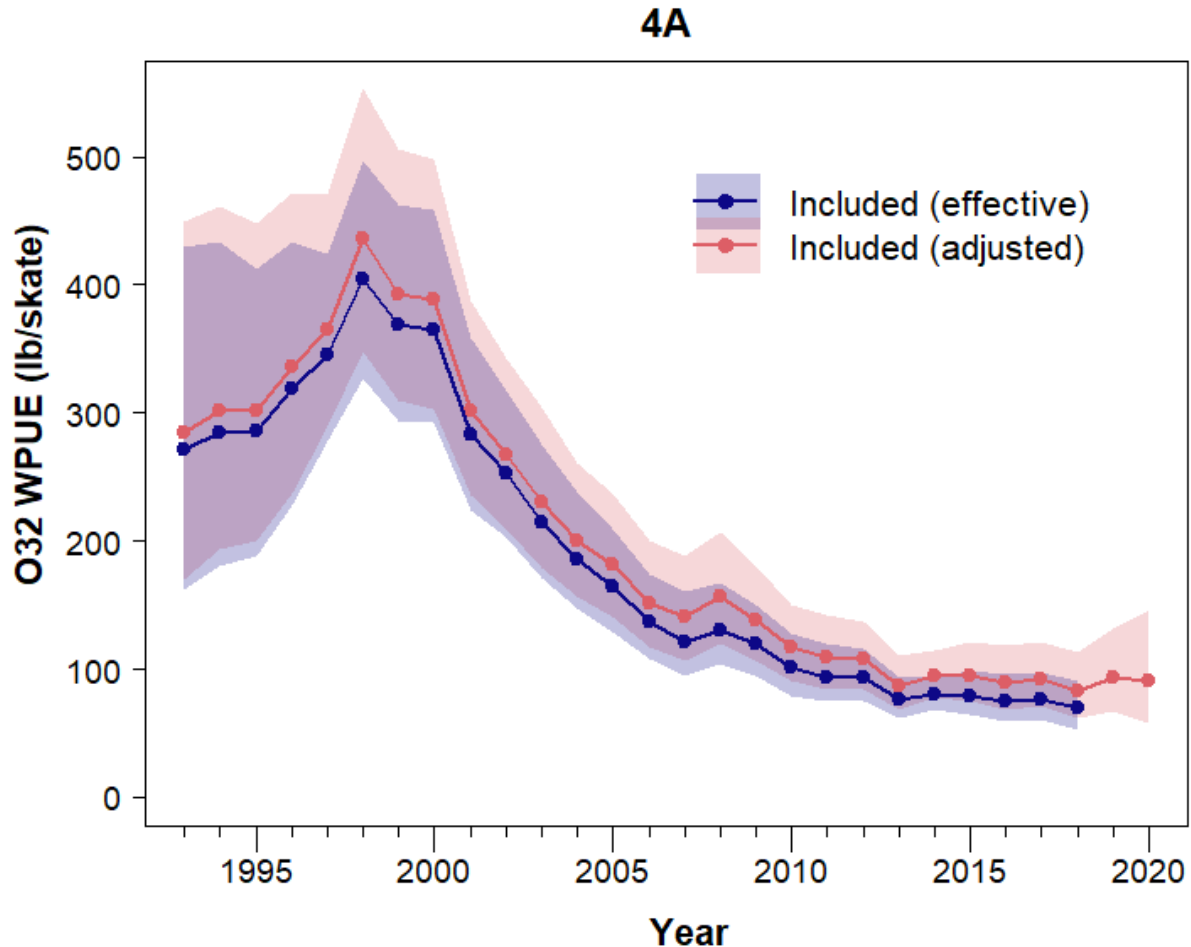 4A
O32 WPUE (lb/skate)
500
400
300
200
100
0
Included (effective)
Included (adjusted)
1995 2000 2005 2010 2015 2020
Year